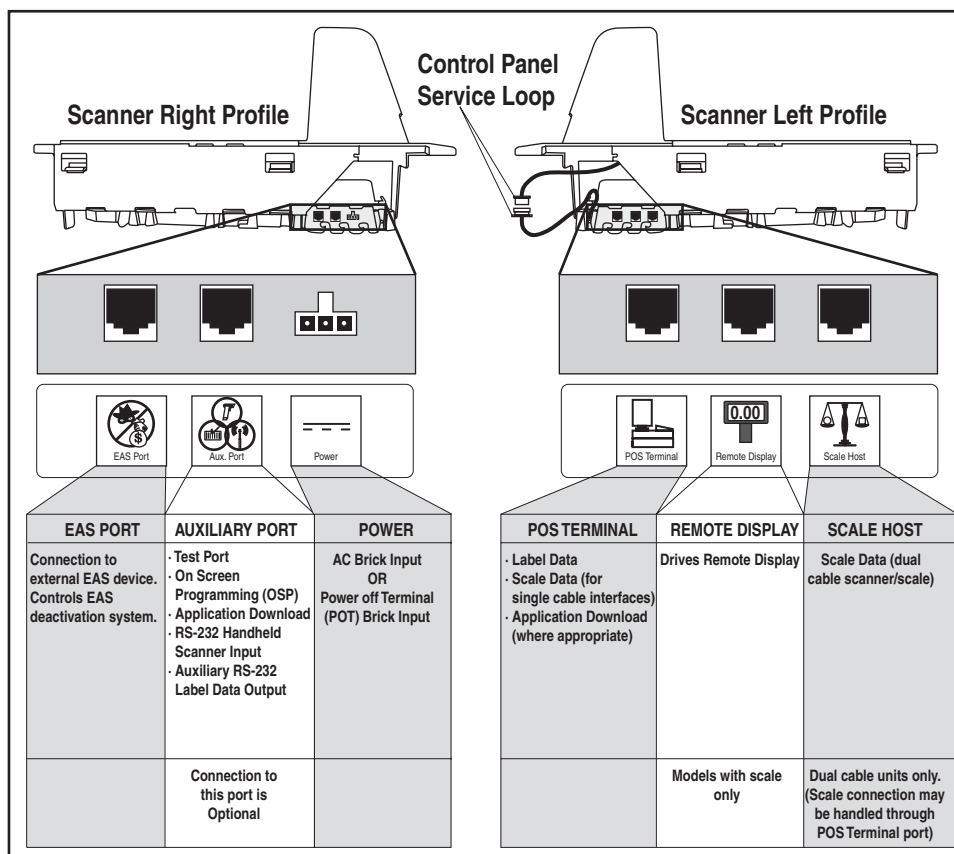 Control Panel
Service Loop
Scanner Right Profile
Scanner Left Profile
$
EAS Port
Aux. Port
Power
POS Terminal
0.00
Remote Display
Scale Host
EAS PORT
Connection to
external EAS device.
Controls EAS
deactivation system.
AUXILIARY PORT
· Test Port
· On Screen
Programming (OSP)
· Application Download
· RS-232 Handheld
Scanner Input
· Auxiliary RS-232
Label Data Output
Connection to
this port is
Optional
POWER
AC Brick Input
OR
Power off Terminal
(POT) Brick Input
POS TERMINAL
· Label Data
· Scale Data (for
single cable interfaces)
· Application Download
(where appropriate)
REMOTE DISPLAY
Drives Remote Display
Models with scale
only
SCALE HOST
Scale Data (dual
cable scanner/scale)
Dual cable units only.
(Scale connection may
be handled through
POS Terminal port)